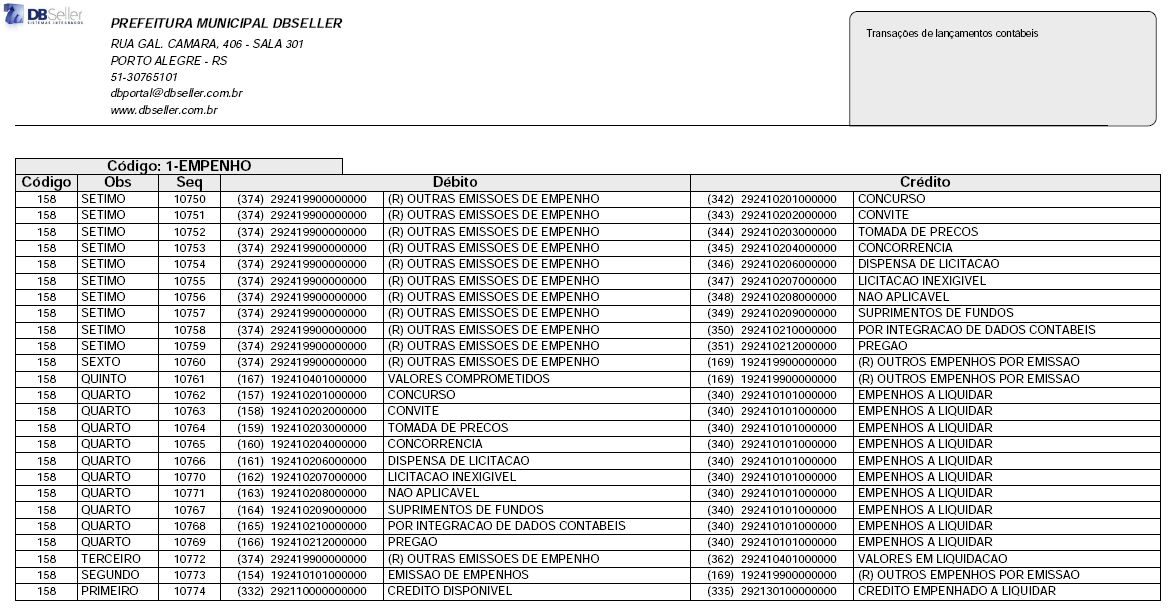 DBSeller
SISTEMAS INTEGRADOS
PREFEITURA MUNICIPAL DBSELLER
RUA GAL. CAMARA, 406 - SALA 301
PORTO ALEGRE - RS
51-30765101
dbportal@dbseller.com.br
www.dbseller.com.br
Transações de lançamentos contábeis
Código: 1-EMPENHO
Código Obs Seq Débito Crédito
158 SETIMO 10750 (374) 292419900000000 (R) OUTRAS EMISSOES DE EMPENHO (342) 292410201000000 CONCURSO
158 SETIMO 10751 (374) 292419900000000 (R) OUTRAS EMISSOES DE EMPENHO (343) 292410202000000 CONVITE
158 SETIMO 10752 (374) 292419900000000 (R) OUTRAS EMISSOES DE EMPENHO (344) 292410203000000 TOMADA DE PRECOS
158 SETIMO 10753 (374) 292419900000000 (R) OUTRAS EMISSOES DE EMPENHO (345) 292410204000000 CONCORRENCIA
158 SETIMO 10754 (374) 292419900000000 (R) OUTRAS EMISSOES DE EMPENHO (346) 292410206000000 DISPENSA DE LICITACAO
158 SETIMO 10755 (374) 292419900000000 (R) OUTRAS EMISSOES DE EMPENHO (347) 292410207000000 LICITACAO INEXIGIVEL
158 SETIMO 10756 (374) 292419900000000 (R) OUTRAS EMISSOES DE EMPENHO (348) 292410208000000 NAO APLICAVEL
158 SETIMO 10757 (374) 292419900000000 (R) OUTRAS EMISSOES DE EMPENHO (349) 292410209000000 SUPRIMENTOS DE FUNDOS
158 SETIMO 10758 (374) 292419900000000 (R) OUTRAS EMISSOES DE EMPENHO (350) 292410210000000 POR INTEGRACAO DE DADOS CONTABEIS
158 SETIMO 10759 (374) 292419900000000 (R) OUTRAS EMISSOES DE EMPENHO (351) 292410212000000 PREGAO
158 SEXTO 10760 (374) 292419900000000 (R) OUTRAS EMISSOES DE EMPENHO (169) 192419900000000 (R) OUTROS EMPENHOS POR EMISSAO
158 QUINTO 10761 (167) 192410401000000 VALORES COMPROMETIDOS (169) 192419900000000 (R) OUTROS EMPENHOS POR EMISSAO
158 QUARTO 10762 (157) 192410201000000 CONCURSO (340) 292410101000000 EMPENHOS A LIQUIDAR
158 QUARTO 10763 (158) 192410202000000 CONVITE (340) 292410101000000 EMPENHOS A LIQUIDAR
158 QUARTO 10764 (159) 192410203000000 TOMADA DE PRECOS (340) 292410101000000 EMPENHOS A LIQUIDAR
158 QUARTO 10765 (160) 192410204000000 CONCORRENCIA (340) 292410101000000 EMPENHOS A LIQUIDAR
158 QUARTO 10766 (161) 192410206000000 DISPENSA DE LICITACAO (340) 292410101000000 EMPENHOS A LIQUIDAR
158 QUARTO 10770 (162) 192410207000000 LICITACAO INEXIGIVEL (340) 292410101000000 EMPENHOS A LIQUIDAR
158 QUARTO 10771 (163) 192410208000000 NAO APLICAVEL (340) 292410101000000 EMPENHOS A LIQUIDAR
158 QUARTO 10767 (164) 192410209000000 SUPRIMENTOS DE FUNDOS (340) 292410101000000 EMPENHOS A LIQUIDAR
158 QUARTO 10768 (165) 192410210000000 POR INTEGRACAO DE DADOS CONTABEIS (340) 292410101000000 EMPENHOS A LIQUIDAR
158 QUARTO 10769 (166) 192410212000000 PREGAO (340) 292410101000000 EMPENHOS A LIQUIDAR
158 TERCEIRO 10772 (374) 292419900000000 (R) OUTRAS EMISSOES DE EMPENHO (362) 292410401000000 VALORES EM LIQUIDACAO
158 SEGUNDO 10773 (154) 192410101000000 EMISSAO DE EMPENHOS (169) 192419900000000 (R) OUTROS EMPENHOS POR EMISSAO
158 PRIMEIRO 10774 (332) 292110000000000 CREDITO DISPONIVEL (335) 292130100000000 CREDITO EMPENHADO A LIQUIDAR